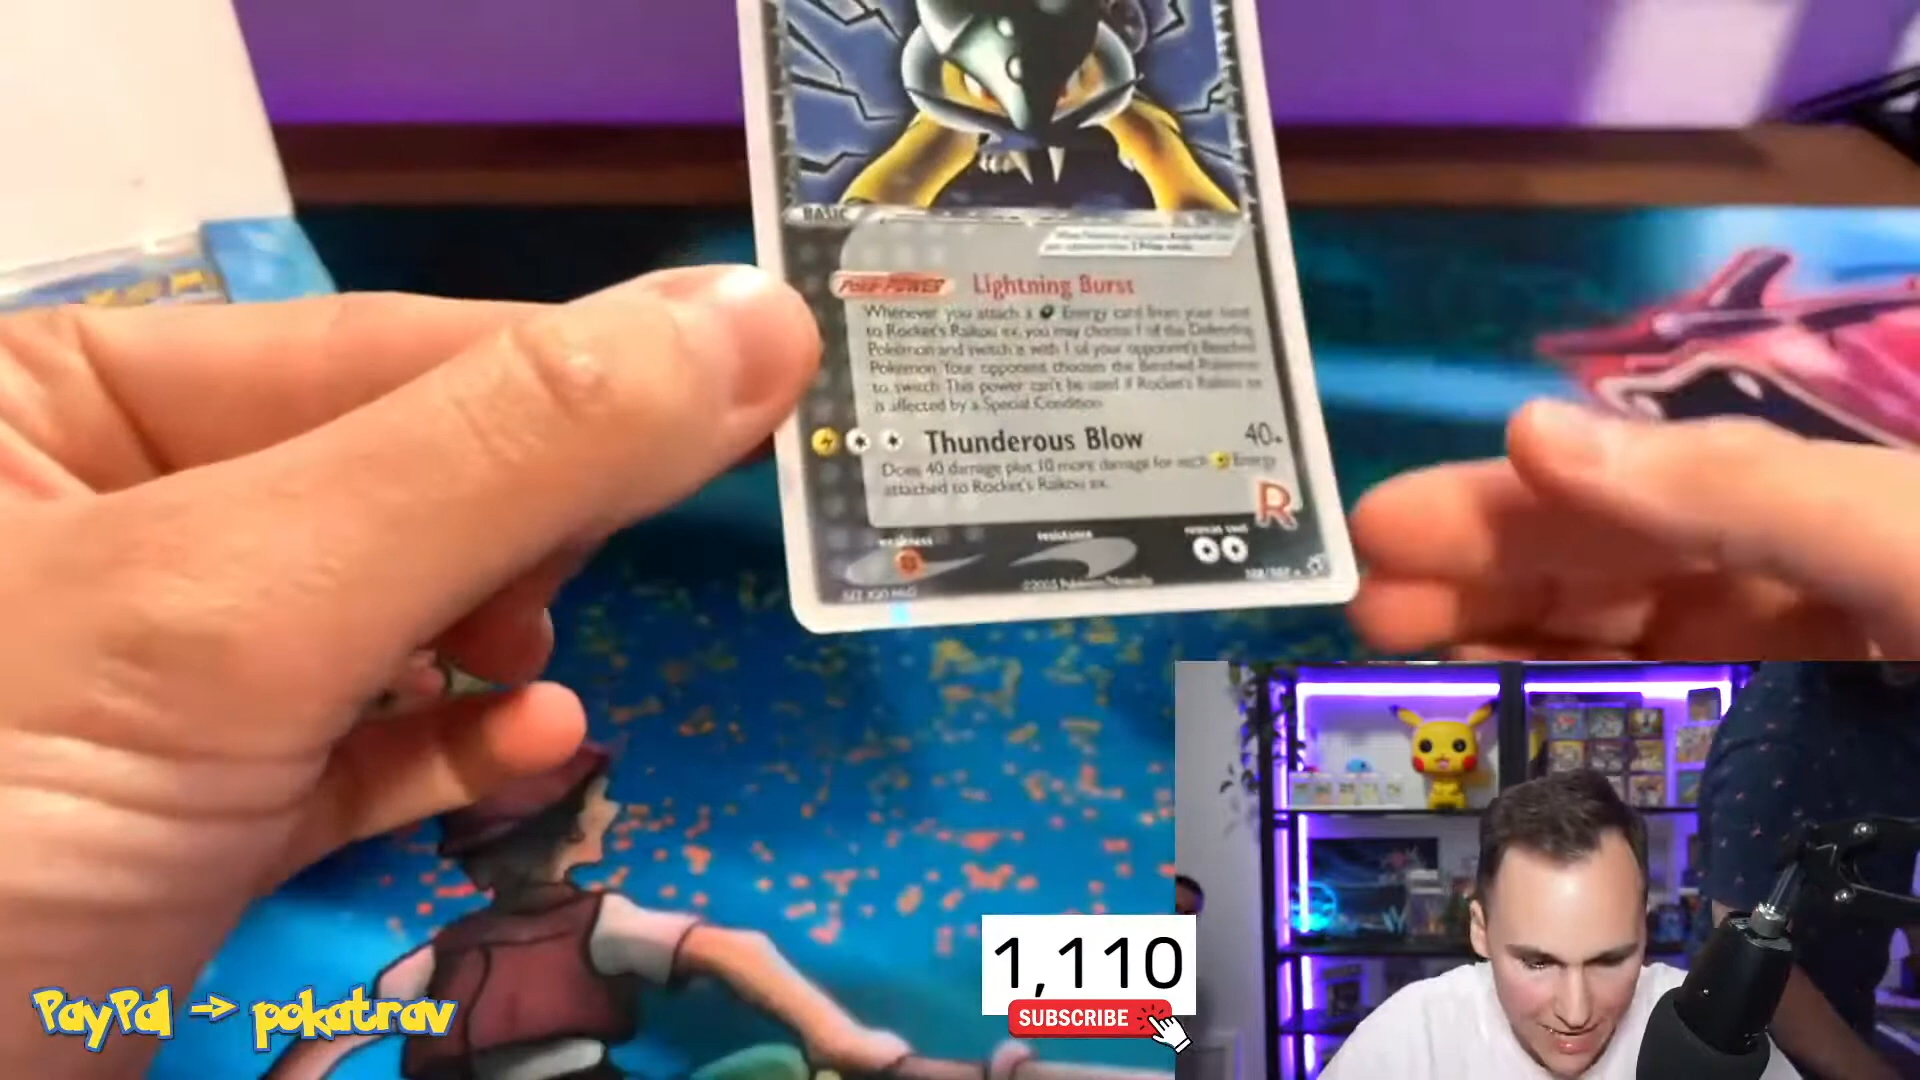 BASIC
POKé-POWER Lightning Burst
Whenever you attach a Energy card from your hand
to Rocket's Raikou ex, you may choose 1 of the Defending
Pokémon and switch it with 1 of your opponent's Benched
Pokémon. Your opponent chooses the Benched Pokémon
to switch. This power can't be used if Rocket's Raikou ex
is affected by a Special Condition.
Thunderous Blow 40+
Does 40 damage plus 10 more damage for each Energy
attached to Rocket's Raikou ex.
R
weakness resistance retreat cost
Pokémon/Nintendo
1,110
SUBSCRIBE
PayPal → pokatrav